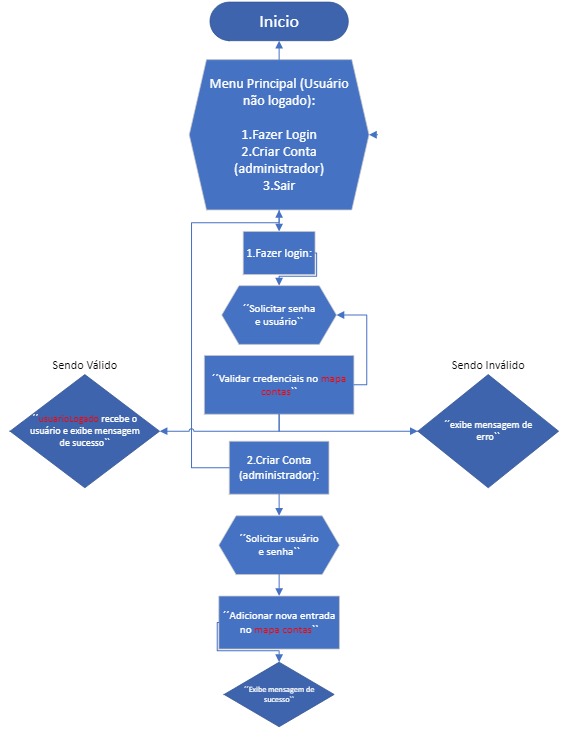 Inicio
Menu Principal (Usuário
não logado):
1.Fazer Login
2.Criar Conta
(administrador)
3.Sair
1.Fazer login:
´´Solicitar senha
e usuário``
´´Validar credenciais no mapa
contas``
Sendo Válido
Sendo Inválido
´´usuarioLogado recebe o
usuário e exibe mensagem
de sucesso``
´exibe mensagem de
erro``
2.Criar Conta
(administrador):
´´Solicitar usuário
e senha``
´´Adicionar nova entrada
no mapa contas``
´´Exibe mensagem de
sucesso``